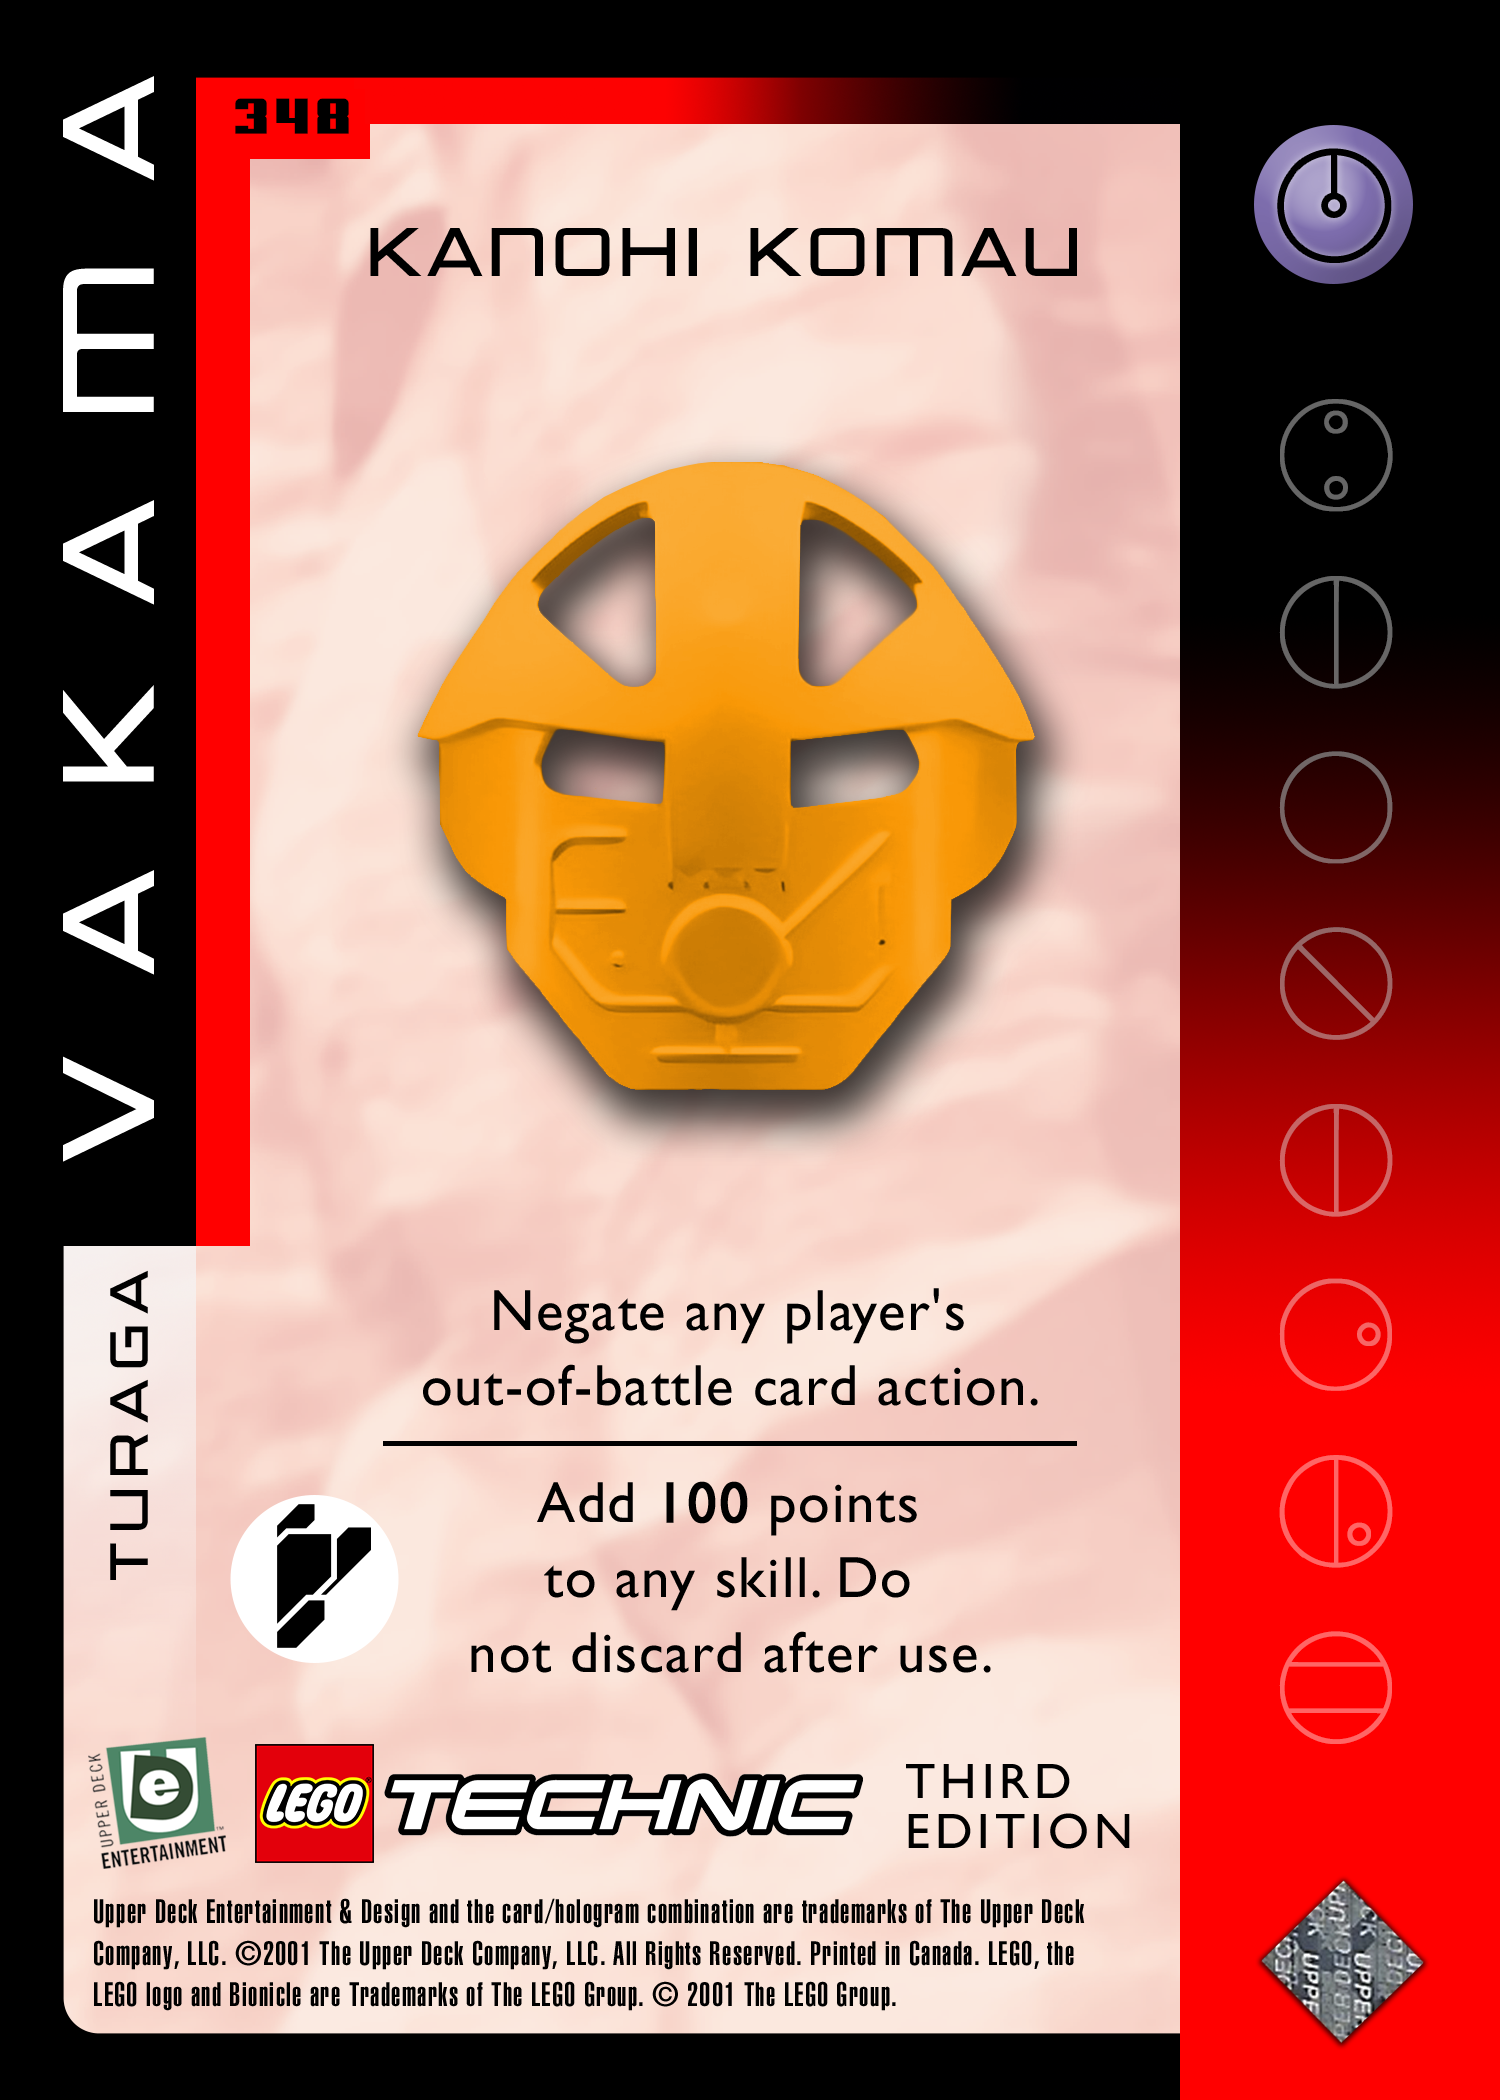 348
VAKAMA
KANOHI KOMAU
TURAGA
Negate any player's
out-of-battle card action.
Add 100 points
to any skill. Do
not discard after use.
UPPER DECK
e
ENTERTAINMENT
LEGO TECHNIC
THIRD
EDITION
Upper Deck Entertainment & Design and the card/hologram combination are trademarks of The Upper Deck
Company, LLC. ©2001 The Upper Deck Company, LLC. All Rights Reserved. Printed in Canada. LEGO, the
LEGO logo and Bionicle are Trademarks of The LEGO Group. © 2001 The LEGO Group.